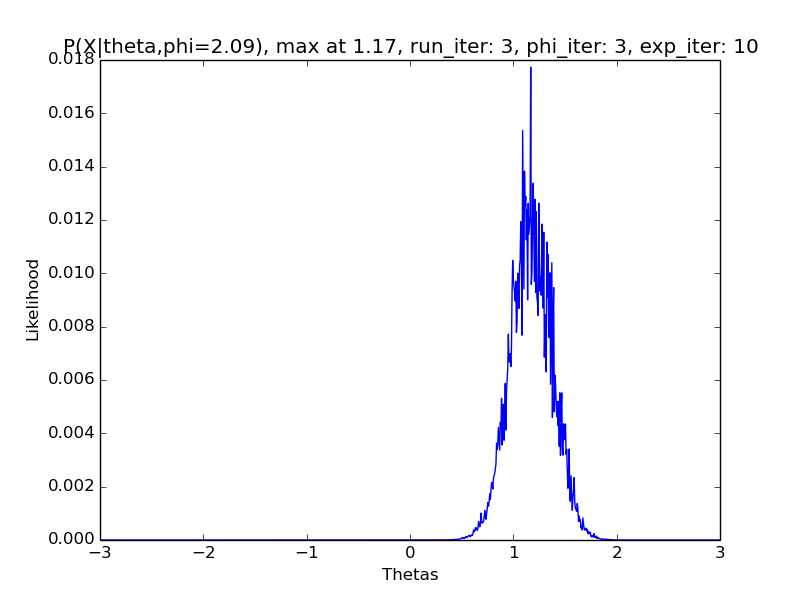 P(X|theta,phi=2.09), max at 1.17, run_iter: 3, phi_iter: 3, exp_iter: 10
0.018
0.016
0.014
0.012
0.010
0.008
0.006
0.004
0.002
0.000
Likelihood
−3 −2 −1 0 1 2 3
Thetas